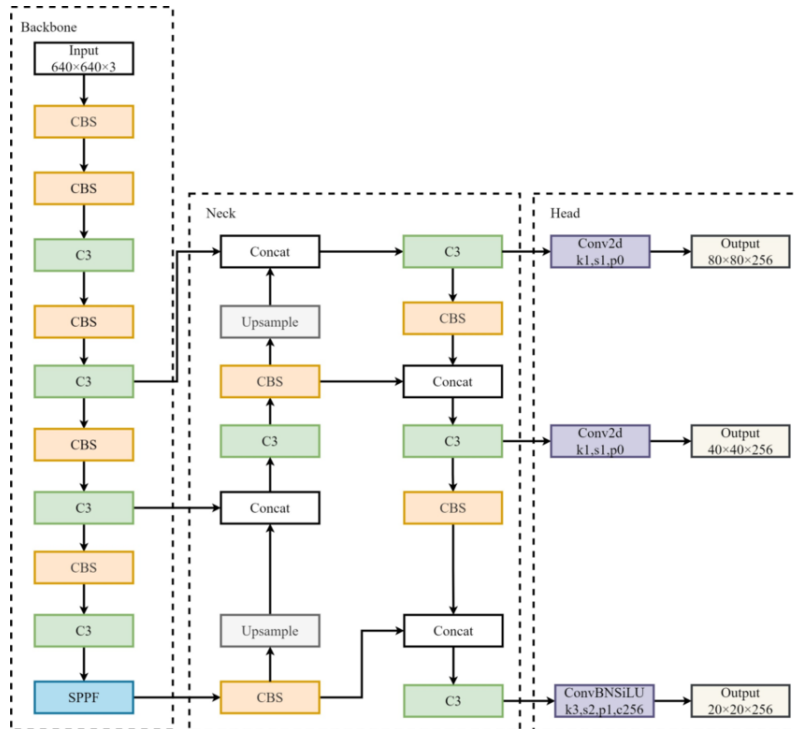 Backbone
Input
640×640×3
CBS
CBS
C3
CBS
C3
CBS
C3
CBS
C3
SPPF
Neck
Concat
Upsample
CBS
C3
Concat
Upsample
CBS
C3
CBS
Concat
C3
CBS
Concat
C3
Head
Conv2d
k1,s1,p0
Output
80×80×256
Conv2d
k1,s1,p0
Output
40×40×256
ConvBNSiLU
k3,s2,p1,c256
Output
20×20×256